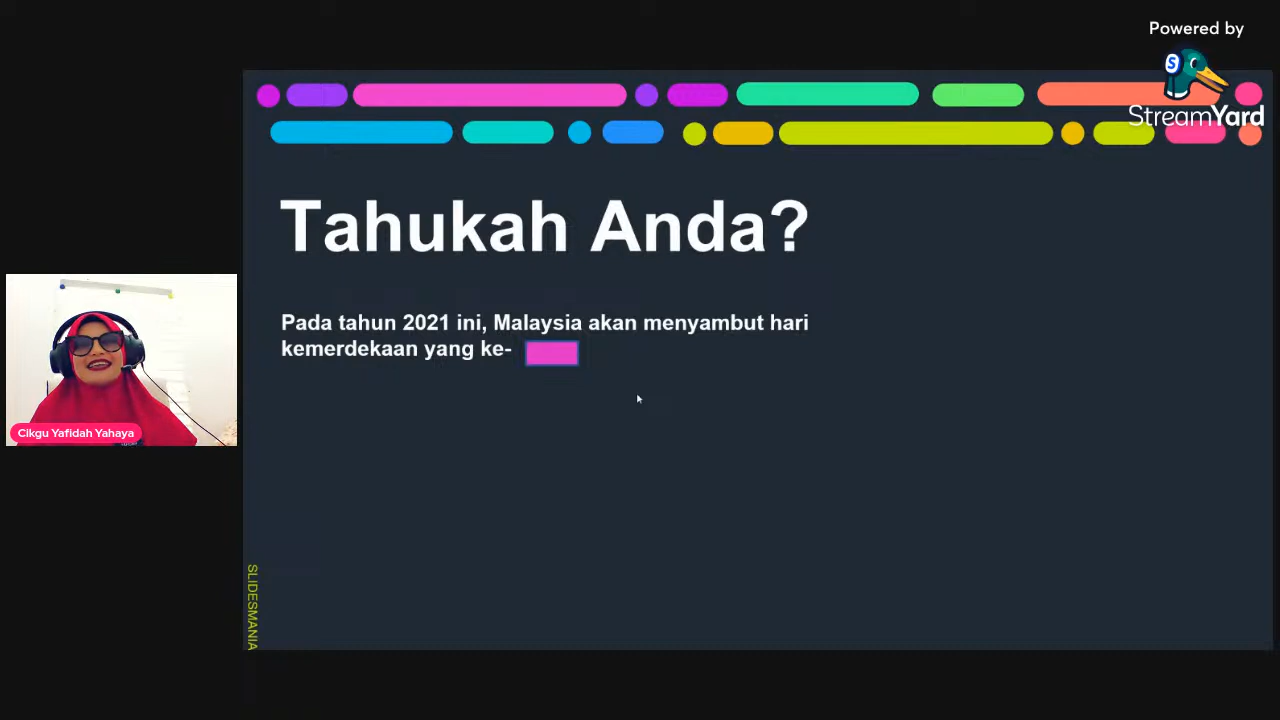 Powered by
StreamYard
Tahukah Anda?
Pada tahun 2021 ini, Malaysia akan menyambut hari
kemerdekaan yang ke-
Cikgu Yafidah Yahaya
SLIDESMANIA